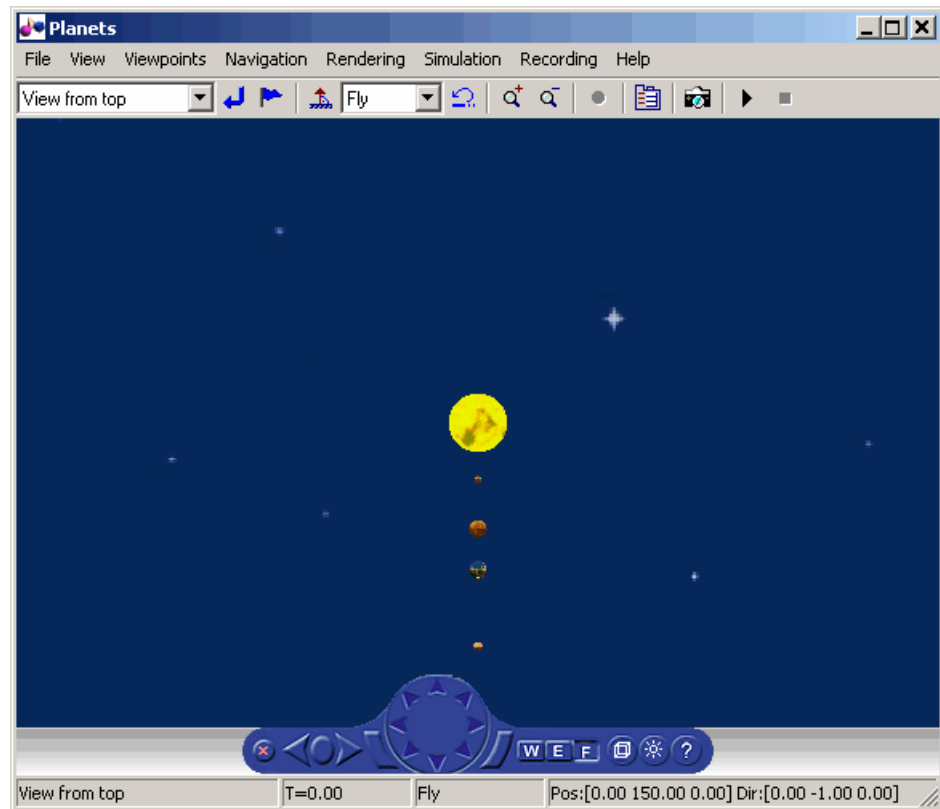 Planets
File View Viewpoints Navigation Rendering Simulation Recording Help
View from top Fly
W E F ?
View from top T=0.00 Fly Pos:[0.00 150.00 0.00] Dir:[0.00 -1.00 0.00]